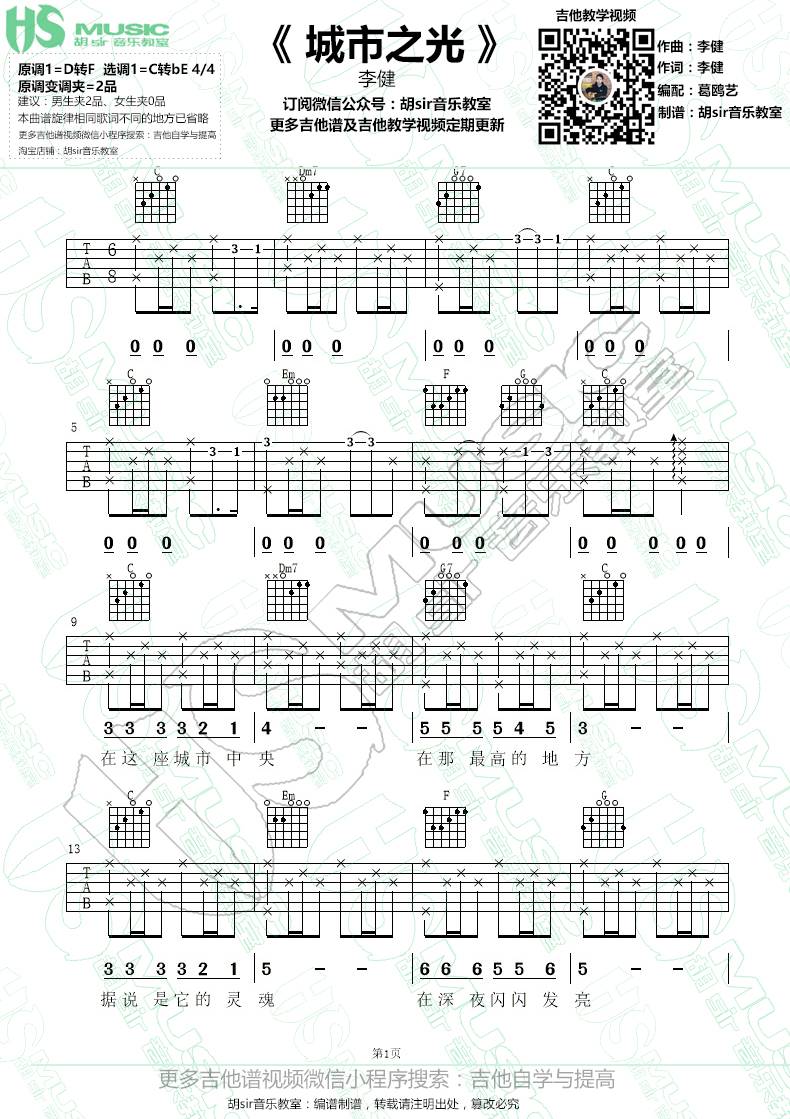 HS MUSIC
胡 sir 音乐教室
原调1=D转F 选调1=C转bE 4/4
原调变调夹=2品
建议：男生夹2品、女生夹0品
本曲谱旋律相同歌词不同的地方已省略
更多吉他谱视频微信小程序搜索：吉他自学与提高
淘宝店铺：胡sir音乐教室
《 城市之光 》
李健
订阅微信公众号：胡sir音乐教室
更多吉他谱及吉他教学视频定期更新
吉他教学视频
作曲：李健
作词：李健
编配：葛鸥艺
制谱：胡sir音乐教室
C Dm7 G7 C
T A B 6 8 3 1 3 3 1
0 0 0 0 0 0 0 0 0 0 0 0
C Em F G C
5
3 1 3 3 3 1 3
T A B
0 0 0 0 0 0 0 0 0 0 0 0 0 0
C Dm7 G7 C
9
T A B
3 3 3 3 2 1 4 - - 5 5 5 5 4 5 3 - -
在这 座城市 中 央 在那 最高的 地 方
C Em F G
13
T A B
3 3 3 3 2 1 5 - - 6 6 6 5 5 6 5 - -
据说 是它的 灵 魂 在深 夜闪闪 发 亮
第1页
更多吉他谱视频微信小程序搜索：吉他自学与提高
胡sir音乐教室：编谱制谱，转载请注明出处，篡改必究